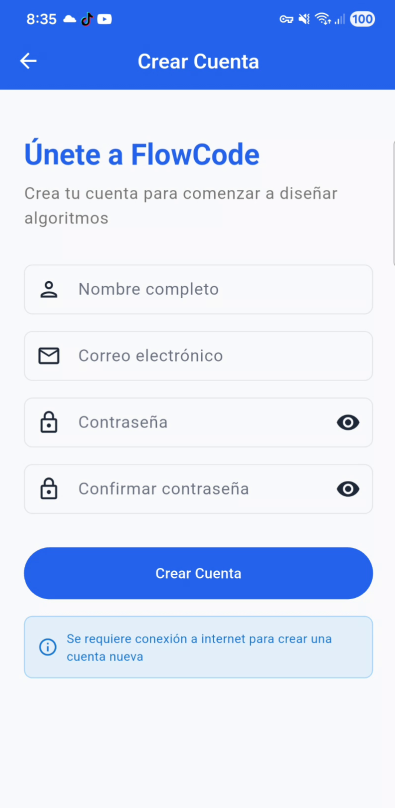 8:35
100
Crear Cuenta
Únete a FlowCode
Crea tu cuenta para comenzar a diseñar
algoritmos
Nombre completo
Correo electrónico
Contraseña
Confirmar contraseña
Crear Cuenta
Se requiere conexión a internet para crear una
cuenta nueva